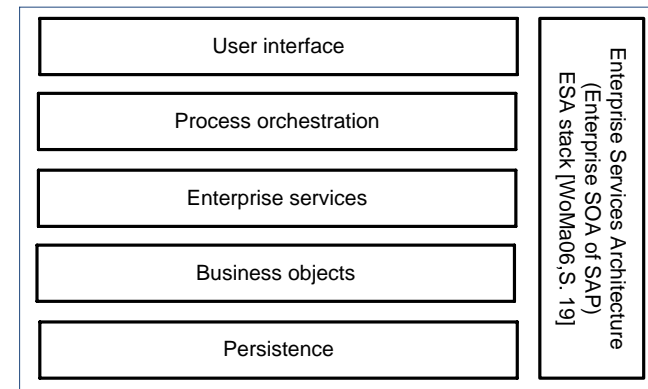 User interface
Process orchestration
Enterprise services
Business objects
Persistence
Enterprise Services Architecture
(Enterprise SOA of SAP)
ESA stack [WoMa06,S. 19]